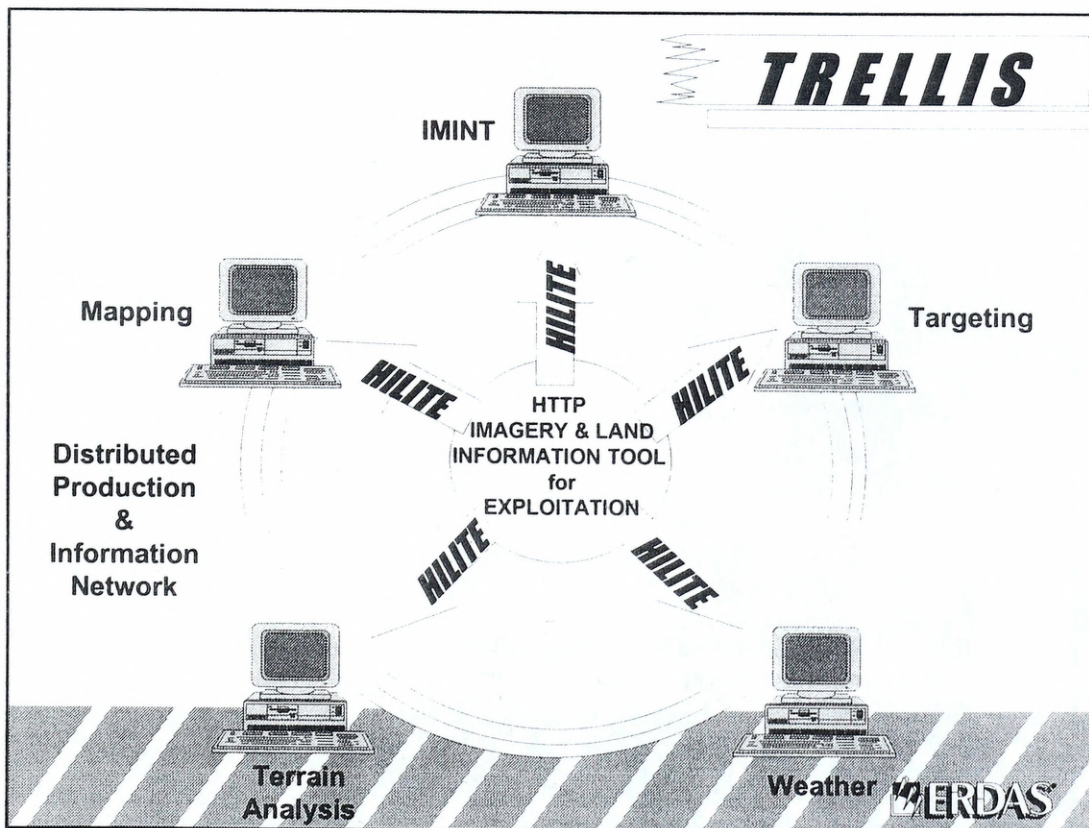 TRELLIS
IMINT
Mapping
Targeting
HILITE
HILITE
HILITE
HTTP
IMAGERY & LAND
INFORMATION TOOL
for
EXPLOITATION
Distributed
Production
&
Information
Network
HILITE
HILITE
Terrain
Analysis
Weather
ERDAS